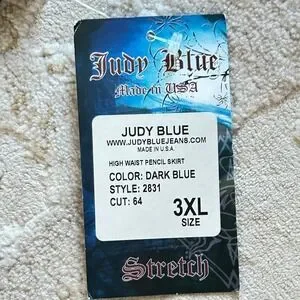 Judy Blue
Made in USA
JUDY BLUE
WWW.JUDYBLUEJEANS.COM
MADE IN U.S.A.
HIGH WAIST PENCIL SKIRT
COLOR: DARK BLUE
STYLE: 2831
CUT: 64
3XL
SIZE
Stretch